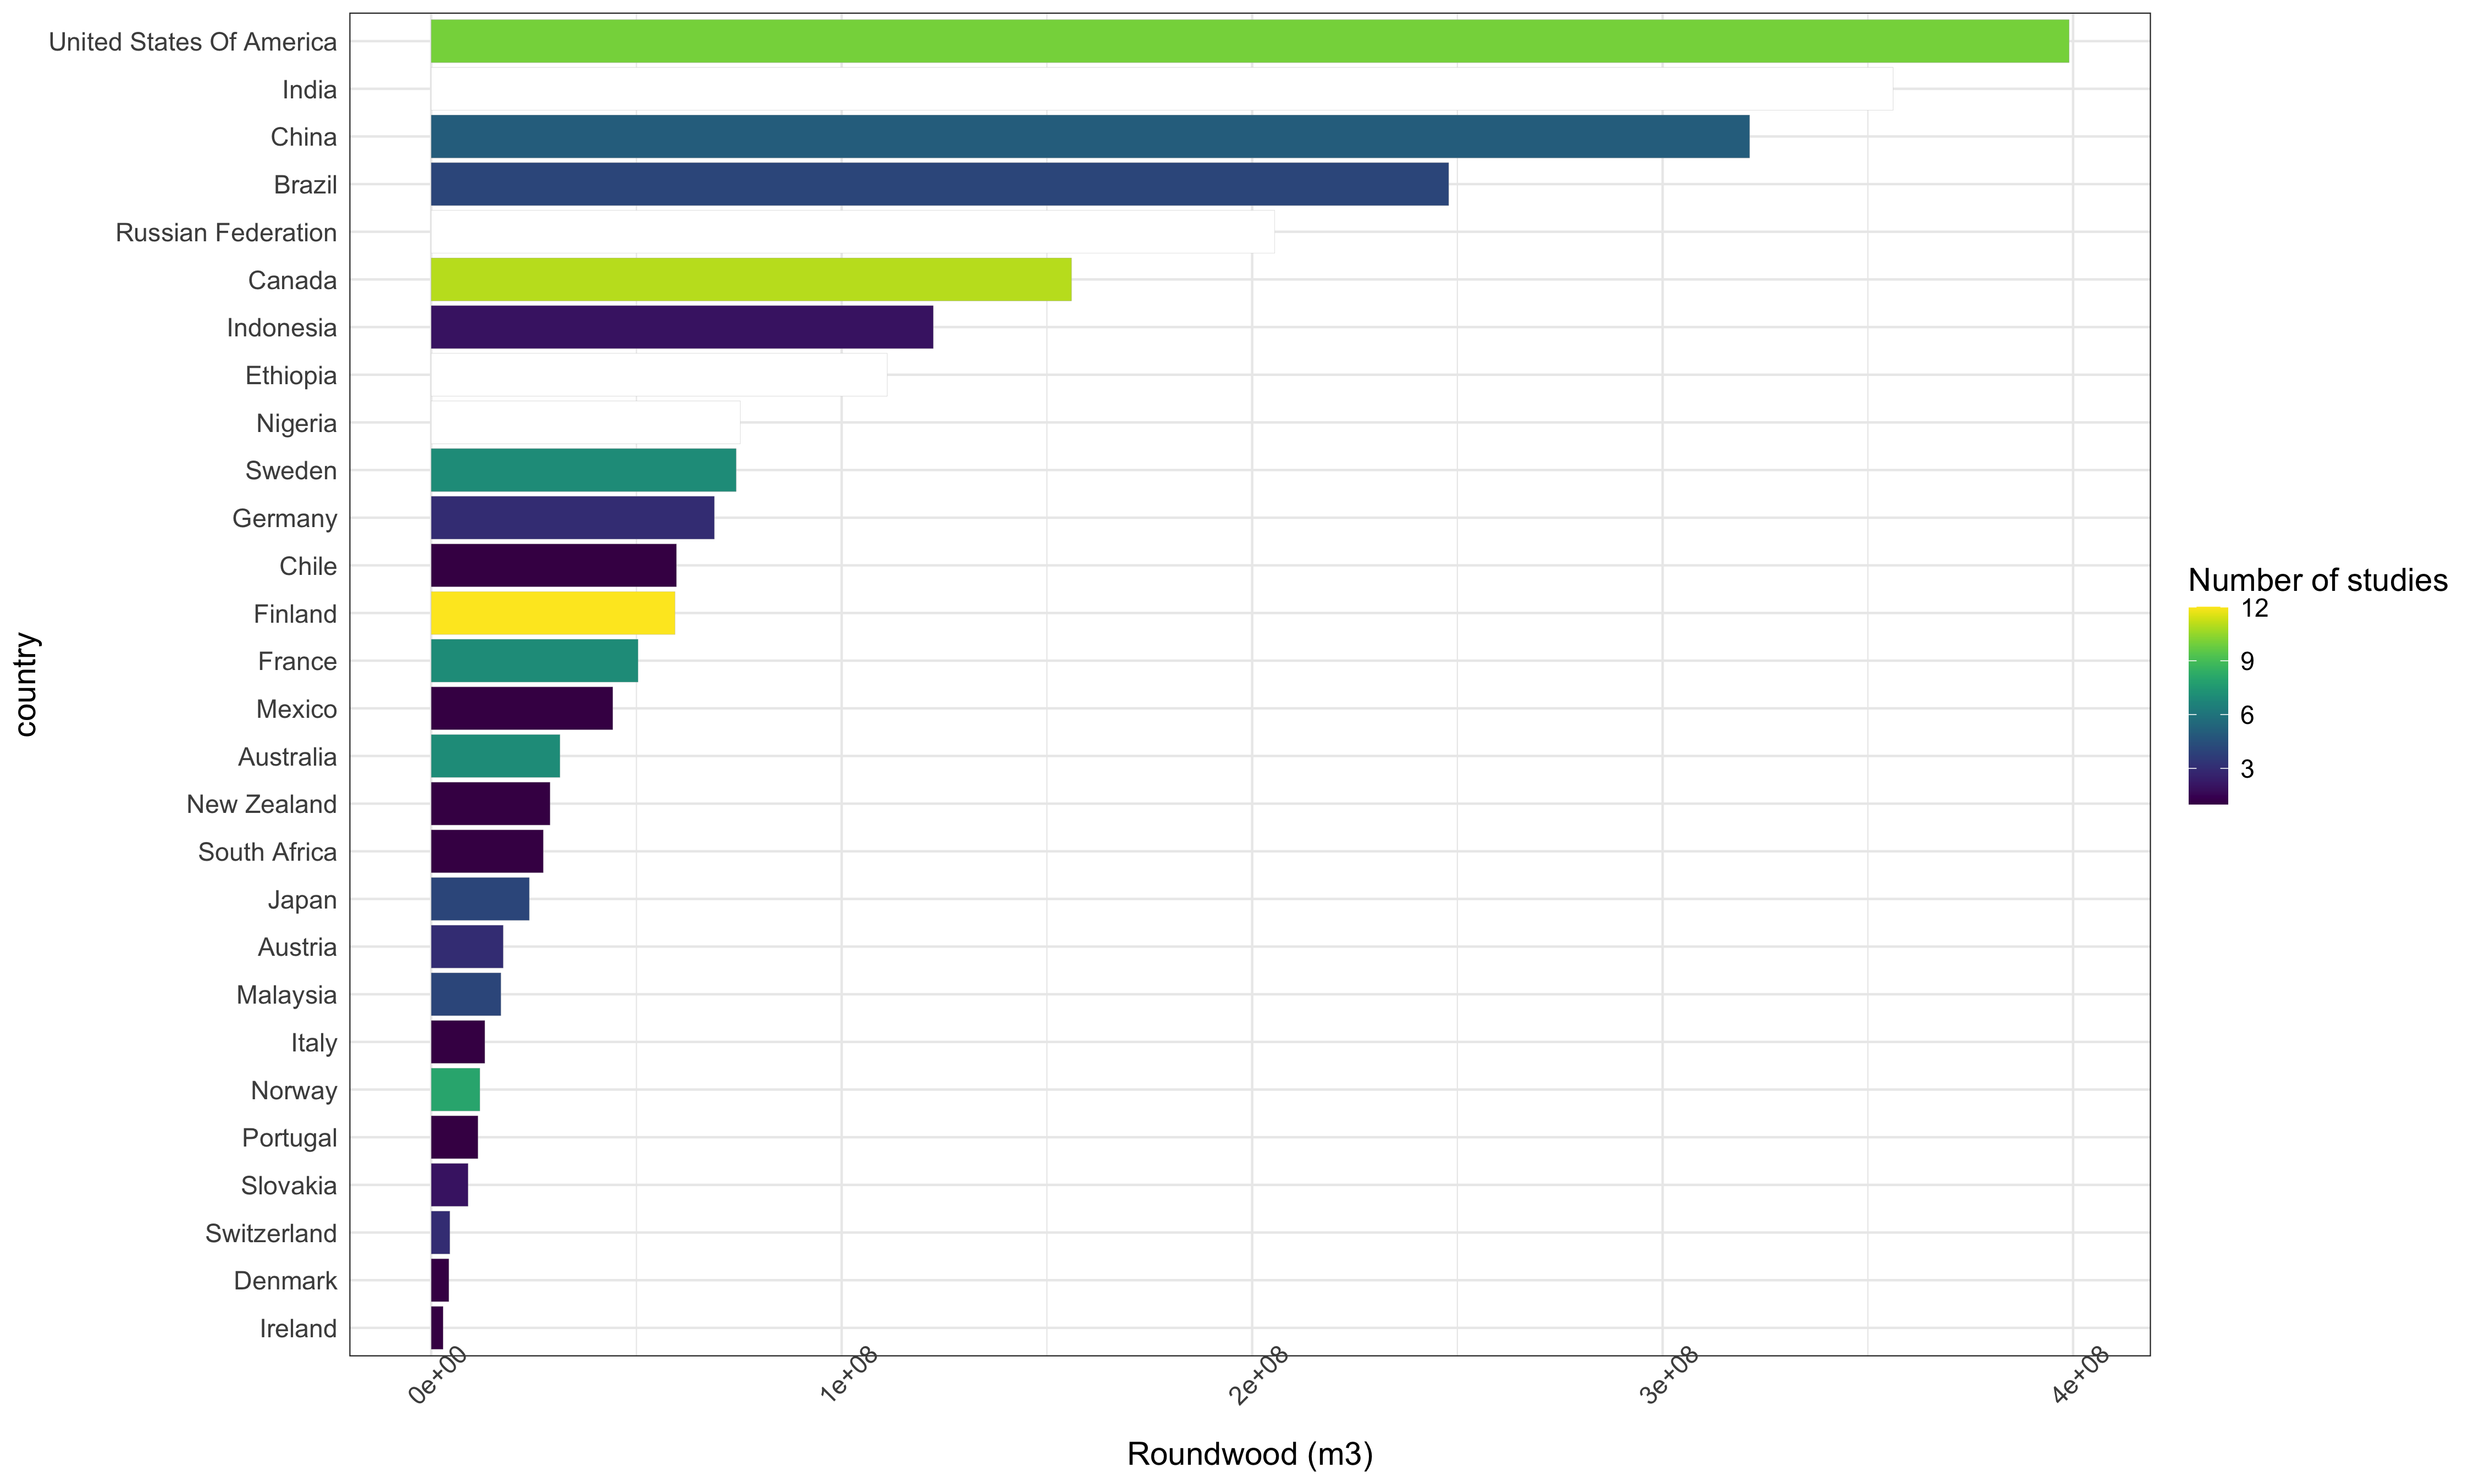 United States Of America
India
China
Brazil
Russian Federation
Canada
Indonesia
Ethiopia
Nigeria
Sweden
Germany
Chile
Finland
France
Mexico
Australia
New Zealand
South Africa
Japan
Austria
Malaysia
Italy
Norway
Portugal
Slovakia
Switzerland
Denmark
Ireland
country
0e+00
1e+08
2e+08
3e+08
4e+08
Roundwood (m3)
Number of studies
12
9
6
3